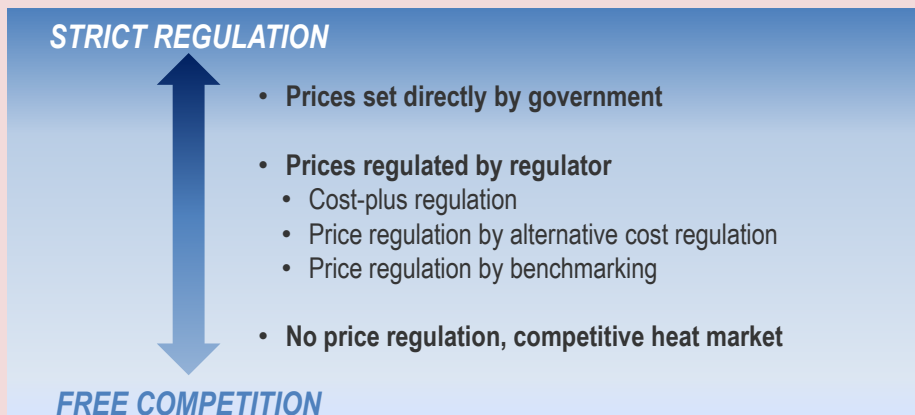 STRICT REGULATION
• Prices set directly by government
• Prices regulated by regulator
• Cost-plus regulation
• Price regulation by alternative cost regulation
• Price regulation by benchmarking
• No price regulation, competitive heat market
FREE COMPETITION